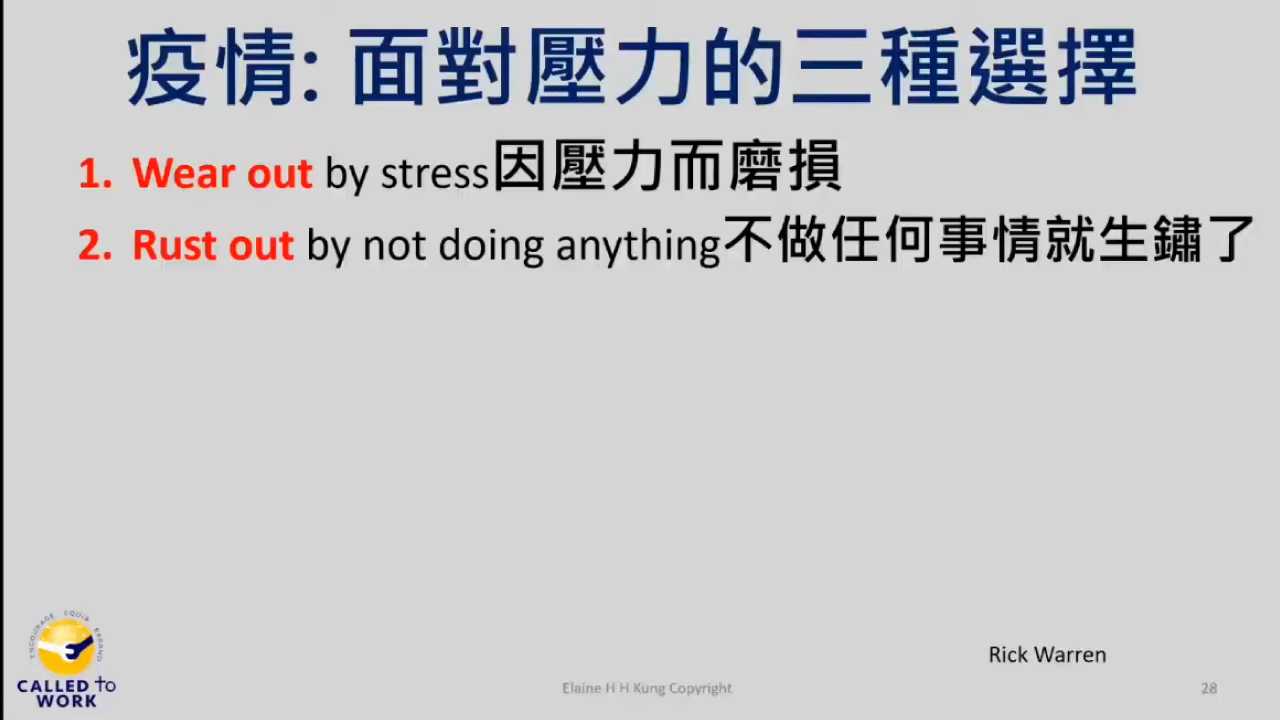 疫情: 面對壓力的三種選擇
1. Wear out by stress因壓力而磨損
2. Rust out by not doing anything不做任何事情就生鏽了
Rick Warren
ENCOURAGE EQUIP EXPAND
CALLED to WORK
Elaine H H Kung Copyright
28